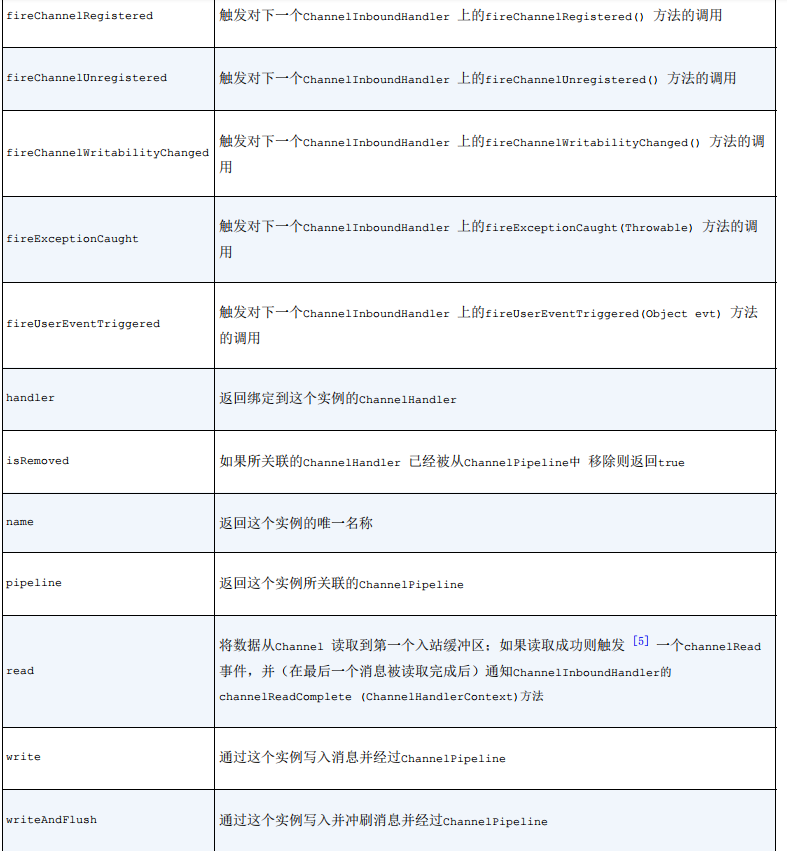 fireChannelRegistered 触发对下一个ChannelInboundHandler 上的fireChannelRegistered() 方法的调用
fireChannelUnregistered 触发对下一个ChannelInboundHandler 上的fireChannelUnregistered() 方法的调用
fireChannelWritabilityChanged 触发对下一个ChannelInboundHandler 上的fireChannelWritabilityChanged() 方法的调
用
fireExceptionCaught 触发对下一个ChannelInboundHandler 上的fireExceptionCaught(Throwable) 方法的调
用
fireUserEventTriggered 触发对下一个ChannelInboundHandler 上的fireUserEventTriggered(Object evt) 方法
的调用
handler 返回绑定到这个实例的ChannelHandler
isRemoved 如果所关联的ChannelHandler 已经被从ChannelPipeline中 移除则返回true
name 返回这个实例的唯一名称
pipeline 返回这个实例所关联的ChannelPipeline
read 将数据从Channel 读取到第一个入站缓冲区；如果读取成功则触发 [5] 一个channelRead
事件，并（在最后一个消息被读取完成后）通知ChannelInboundHandler的
channelReadComplete (ChannelHandlerContext)方法
write 通过这个实例写入消息并经过ChannelPipeline
writeAndFlush 通过这个实例写入并冲刷消息并经过ChannelPipeline